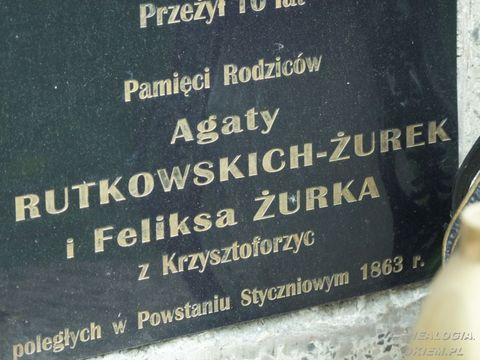 Przeżył 10 lat
Pamięci Rodziców
Agaty
RUTKOWSKICH-ŻUREK
i Feliksa ŻURKA
z Krzysztoforzyc
poległych w Powstaniu Styczniowym 1863 r.